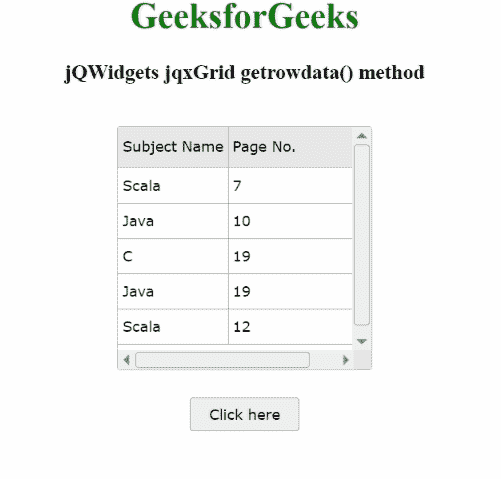 GeeksforGeeks
jQWidgets jqxGrid getrowdata() method
Subject Name Page No.
Scala 7
Java 10
C 19
Java 19
Scala 12
Click here